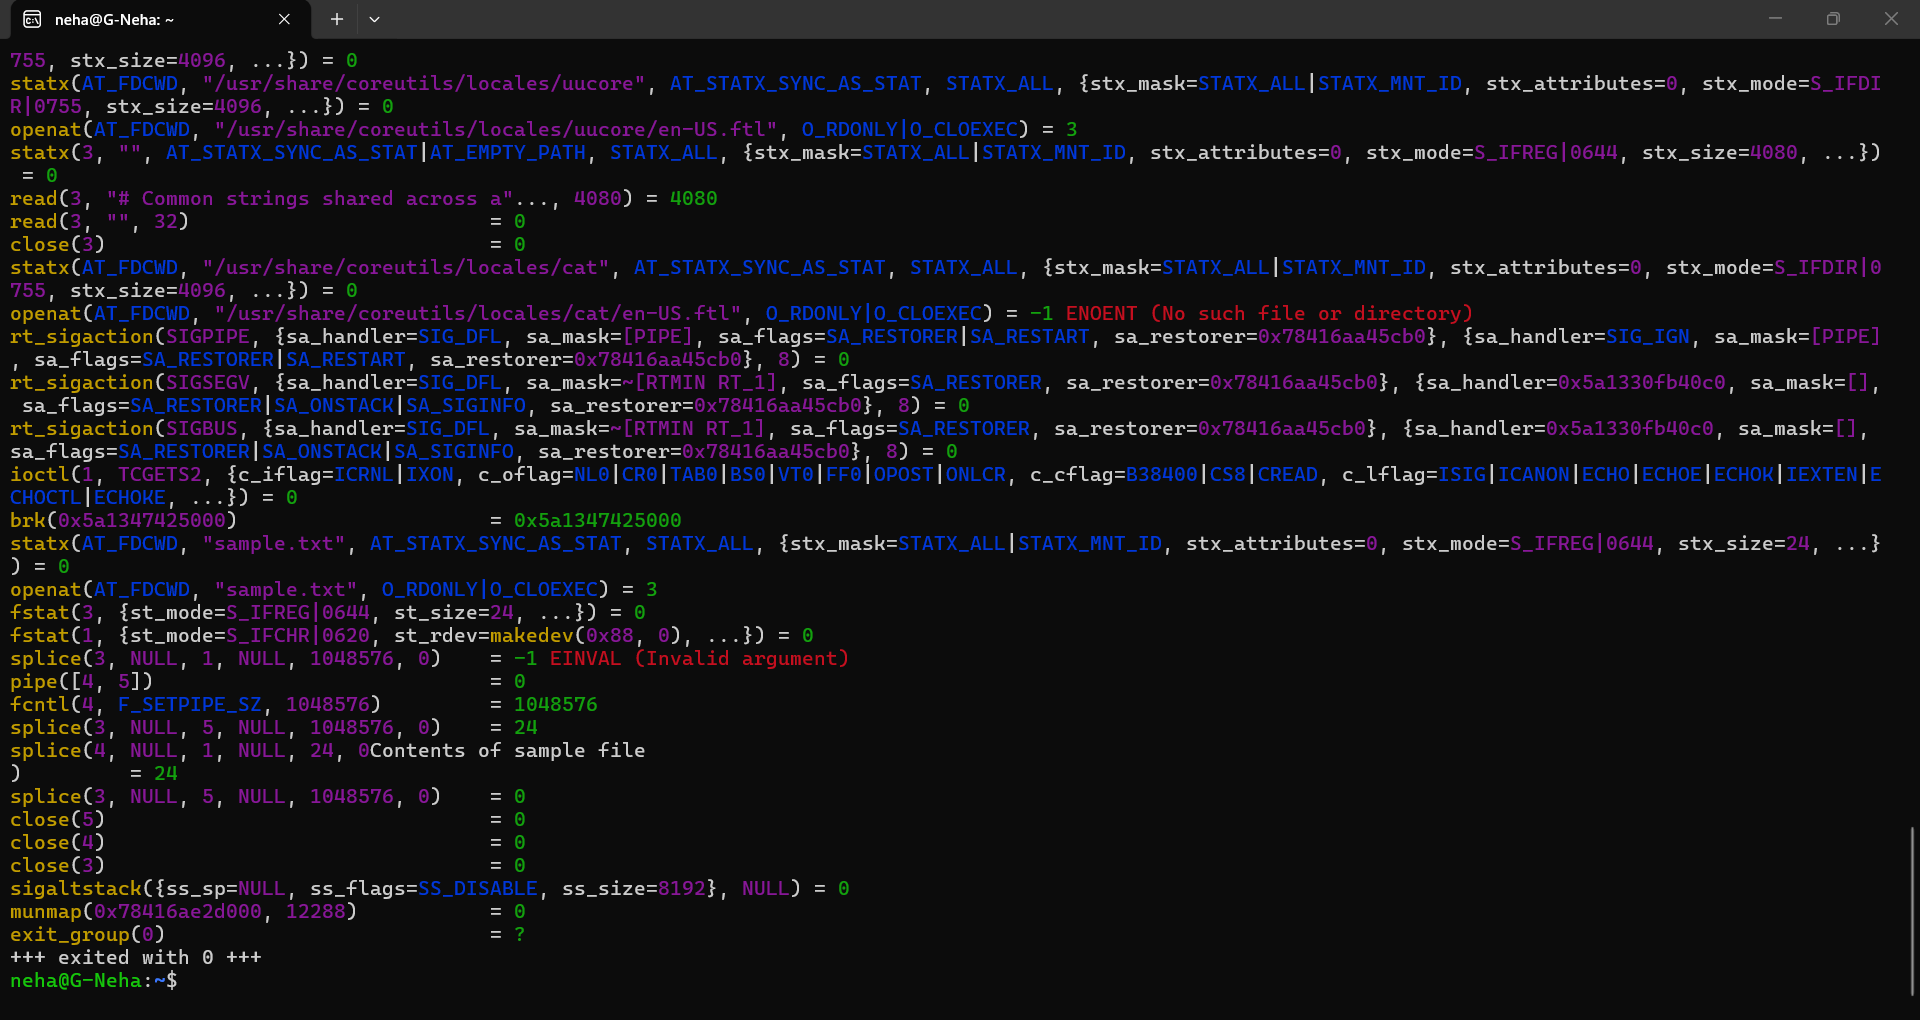 neha@G-Neha: ~
755, stx_size=4096, ...}) = 0
statx(AT_FDCWD, "/usr/share/coreutils/locales/uucore", AT_STATX_SYNC_AS_STAT, STATX_ALL, {stx_mask=STATX_ALL|STATX_MNT_ID, stx_attributes=0, stx_mode=S_IFDI
R|0755, stx_size=4096, ...}) = 0
openat(AT_FDCWD, "/usr/share/coreutils/locales/uucore/en-US.ftl", O_RDONLY|O_CLOEXEC) = 3
statx(3, "", AT_STATX_SYNC_AS_STAT|AT_EMPTY_PATH, STATX_ALL, {stx_mask=STATX_ALL|STATX_MNT_ID, stx_attributes=0, stx_mode=S_IFREG|0644, stx_size=4080, ...})
 = 0
read(3, "# Common strings shared across a"..., 4080) = 4080
read(3, "", 32)                         = 0
close(3)                                = 0
statx(AT_FDCWD, "/usr/share/coreutils/locales/cat", AT_STATX_SYNC_AS_STAT, STATX_ALL, {stx_mask=STATX_ALL|STATX_MNT_ID, stx_attributes=0, stx_mode=S_IFDIR|0
755, stx_size=4096, ...}) = 0
openat(AT_FDCWD, "/usr/share/coreutils/locales/cat/en-US.ftl", O_RDONLY|O_CLOEXEC) = -1 ENOENT (No such file or directory)
rt_sigaction(SIGPIPE, {sa_handler=SIG_DFL, sa_mask=[PIPE], sa_flags=SA_RESTORER|SA_RESTART, sa_restorer=0x78416aa45cb0}, {sa_handler=SIG_IGN, sa_mask=[PIPE]
, sa_flags=SA_RESTORER|SA_RESTART, sa_restorer=0x78416aa45cb0}, 8) = 0
rt_sigaction(SIGSEGV, {sa_handler=SIG_DFL, sa_mask=~[RTMIN RT_1], sa_flags=SA_RESTORER, sa_restorer=0x78416aa45cb0}, {sa_handler=0x5a1330fb40c0, sa_mask=[],
 sa_flags=SA_RESTORER|SA_ONSTACK|SA_SIGINFO, sa_restorer=0x78416aa45cb0}, 8) = 0
rt_sigaction(SIGBUS, {sa_handler=SIG_DFL, sa_mask=~[RTMIN RT_1], sa_flags=SA_RESTORER, sa_restorer=0x78416aa45cb0}, {sa_handler=0x5a1330fb40c0, sa_mask=[],
sa_flags=SA_RESTORER|SA_ONSTACK|SA_SIGINFO, sa_restorer=0x78416aa45cb0}, 8) = 0
ioctl(1, TCGETS2, {c_iflag=ICRNL|IXON, c_oflag=NL0|CR0|TAB0|BS0|VT0|FF0|OPOST|ONLCR, c_cflag=B38400|CS8|CREAD, c_lflag=ISIG|ICANON|ECHO|ECHOE|ECHOK|IEXTEN|E
CHOCTL|ECHOKE, ...}) = 0
brk(0x5a1347425000)                     = 0x5a1347425000
statx(AT_FDCWD, "sample.txt", AT_STATX_SYNC_AS_STAT, STATX_ALL, {stx_mask=STATX_ALL|STATX_MNT_ID, stx_attributes=0, stx_mode=S_IFREG|0644, stx_size=24, ...}
) = 0
openat(AT_FDCWD, "sample.txt", O_RDONLY|O_CLOEXEC) = 3
fstat(3, {st_mode=S_IFREG|0644, st_size=24, ...}) = 0
fstat(1, {st_mode=S_IFCHR|0620, st_rdev=makedev(0x88, 0), ...}) = 0
splice(3, NULL, 1, NULL, 1048576, 0)    = -1 EINVAL (Invalid argument)
pipe([4, 5])                            = 0
fcntl(4, F_SETPIPE_SZ, 1048576)         = 1048576
splice(3, NULL, 5, NULL, 1048576, 0)    = 24
splice(4, NULL, 1, NULL, 24, 0Contents of sample file
)         = 24
splice(3, NULL, 5, NULL, 1048576, 0)    = 0
close(5)                                = 0
close(4)                                = 0
close(3)                                = 0
sigaltstack({ss_sp=NULL, ss_flags=SS_DISABLE, ss_size=8192}, NULL) = 0
munmap(0x78416ae2d000, 12288)           = 0
exit_group(0)                           = ?
+++ exited with 0 +++
neha@G-Neha:~$